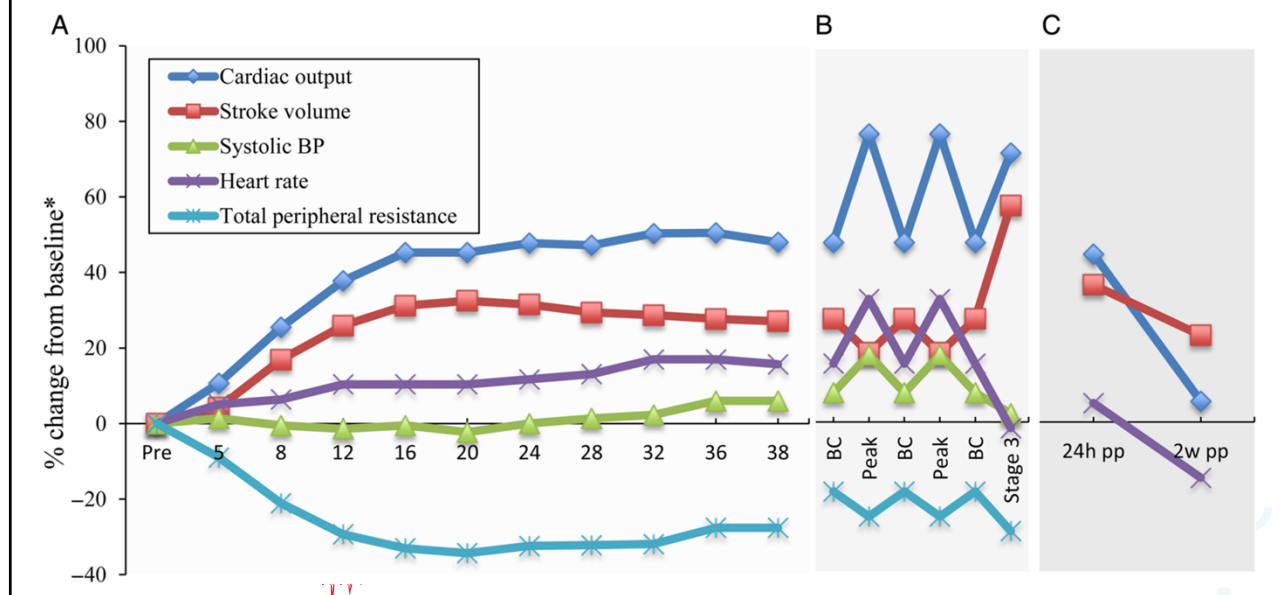 A
B
C
% change from baseline*
100
80
60
40
20
0
−20
−40
Cardiac output
Stroke volume
Systolic BP
Heart rate
Total peripheral resistance
Pre 5 8 12 16 20 24 28 32 36 38
BC Peak BC Peak BC Stage 3
24h pp 2w pp